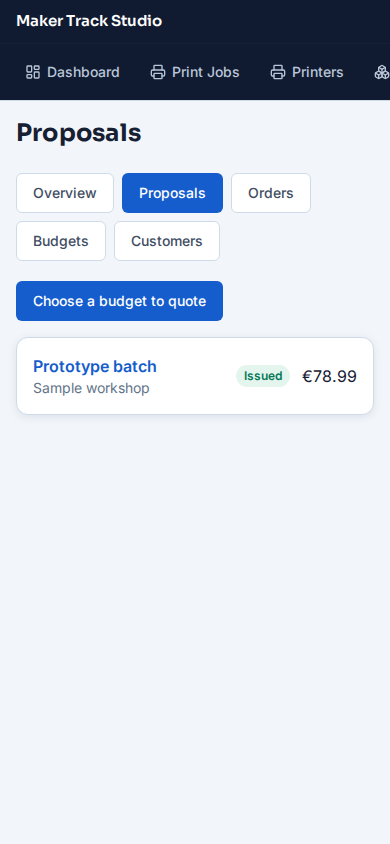 Maker Track Studio
Dashboard Print Jobs Printers
Proposals
Overview Proposals Orders
Budgets Customers
Choose a budget to quote
Prototype batch
Sample workshop
Issued €78.99